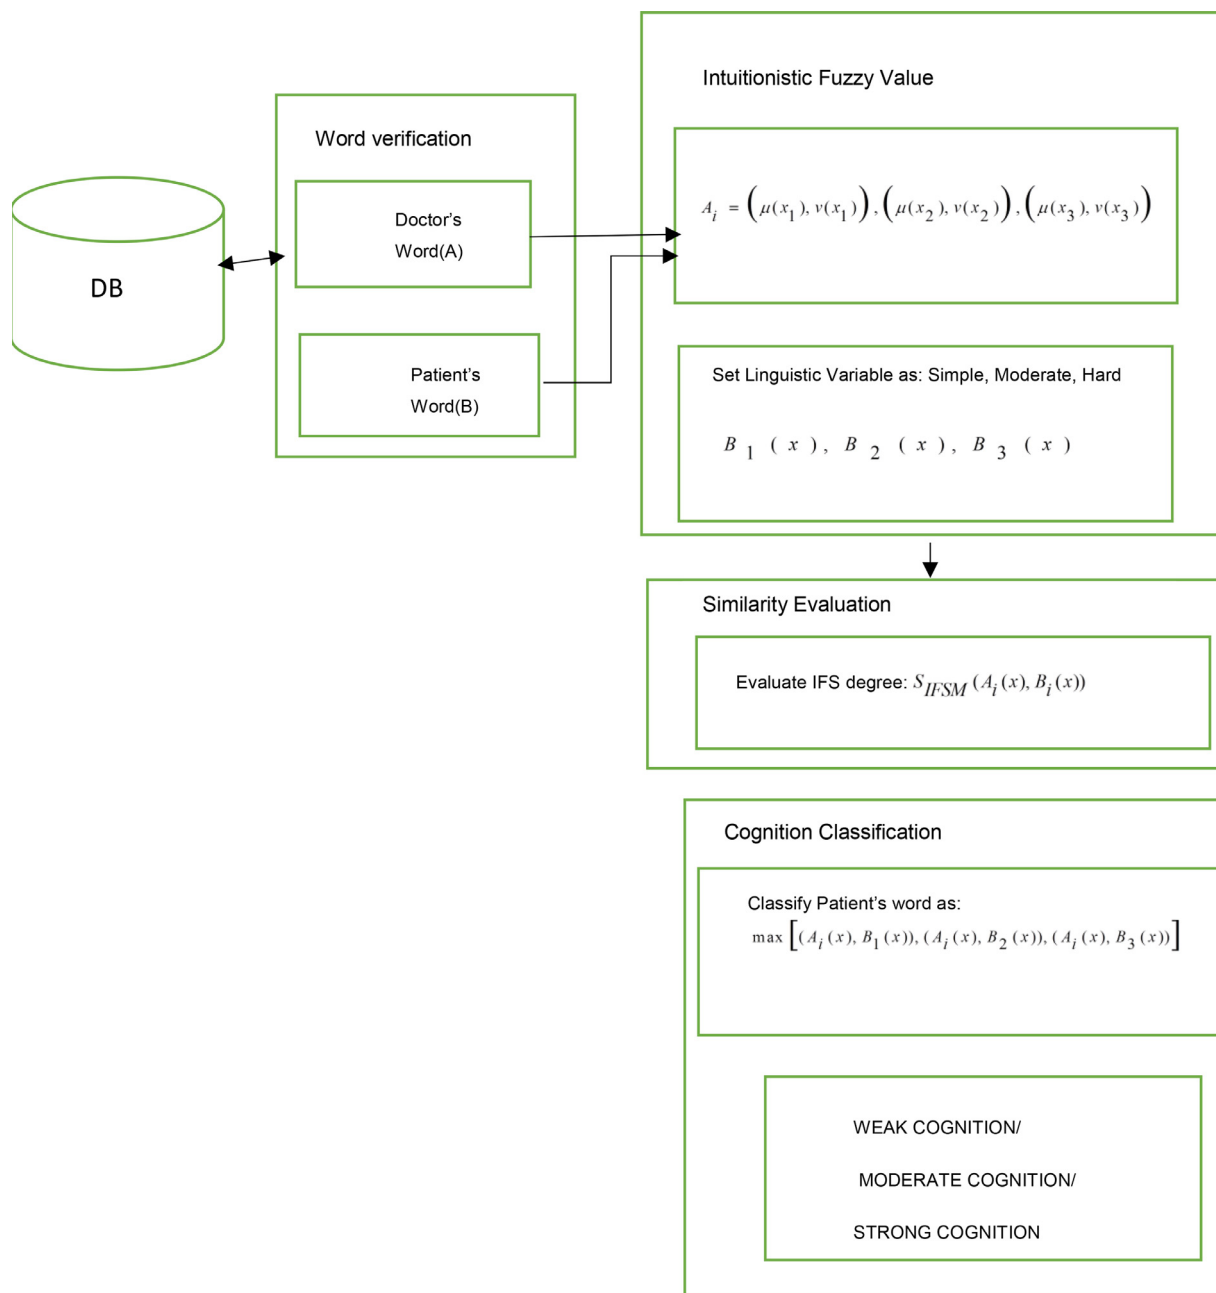 DB
Word verification
Doctor's
Word(A)
Patient's
Word(B)
Intuitionistic Fuzzy Value
A_i = (μ(x_1), ν(x_1)), (μ(x_2), ν(x_2)), (μ(x_3), ν(x_3))
Set Linguistic Variable as: Simple, Moderate, Hard
B_1 (x), B_2 (x), B_3 (x)
Similarity Evaluation
Evaluate IFS degree: S_IFSM (A_i(x), B_i(x))
Cognition Classification
Classify Patient's word as:
max [(A_i(x), B_1(x)), (A_i(x), B_2(x)), (A_i(x), B_3(x))]
WEAK COGNITION/
MODERATE COGNITION/
STRONG COGNITION